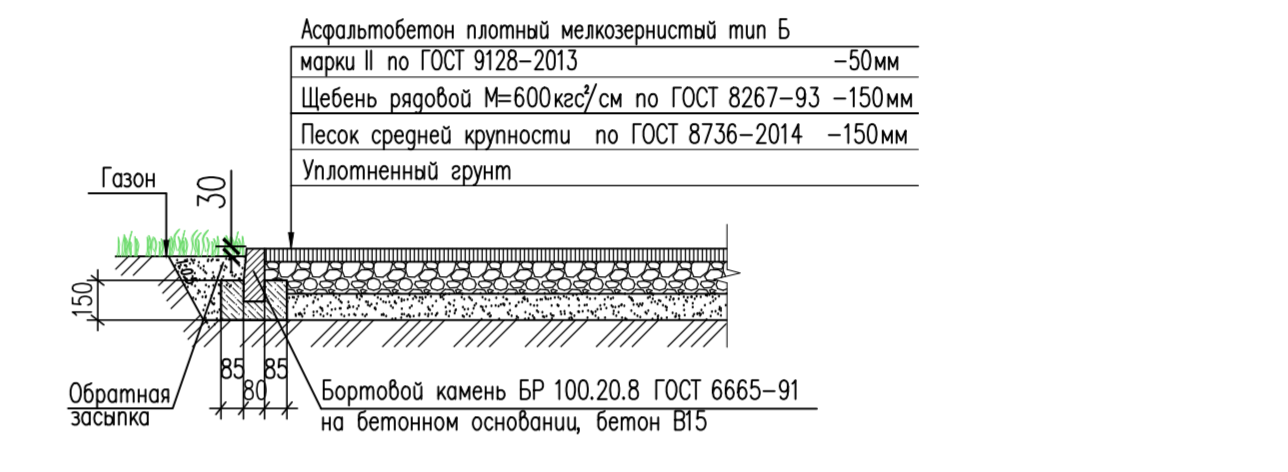 Асфальтобетон плотный мелкозернистый тип Б
марки II по ГОСТ 9128-2013 -50мм
Щебень рядовой М=600кгс²/см по ГОСТ 8267-93 -150мм
Песок средней крупности по ГОСТ 8736-2014 -150мм
Уплотненный грунт
Газон
30
150
85
80
85
Обратная
засыпка
Бортовой камень БР 100.20.8 ГОСТ 6665-91
на бетонном основании, бетон В15